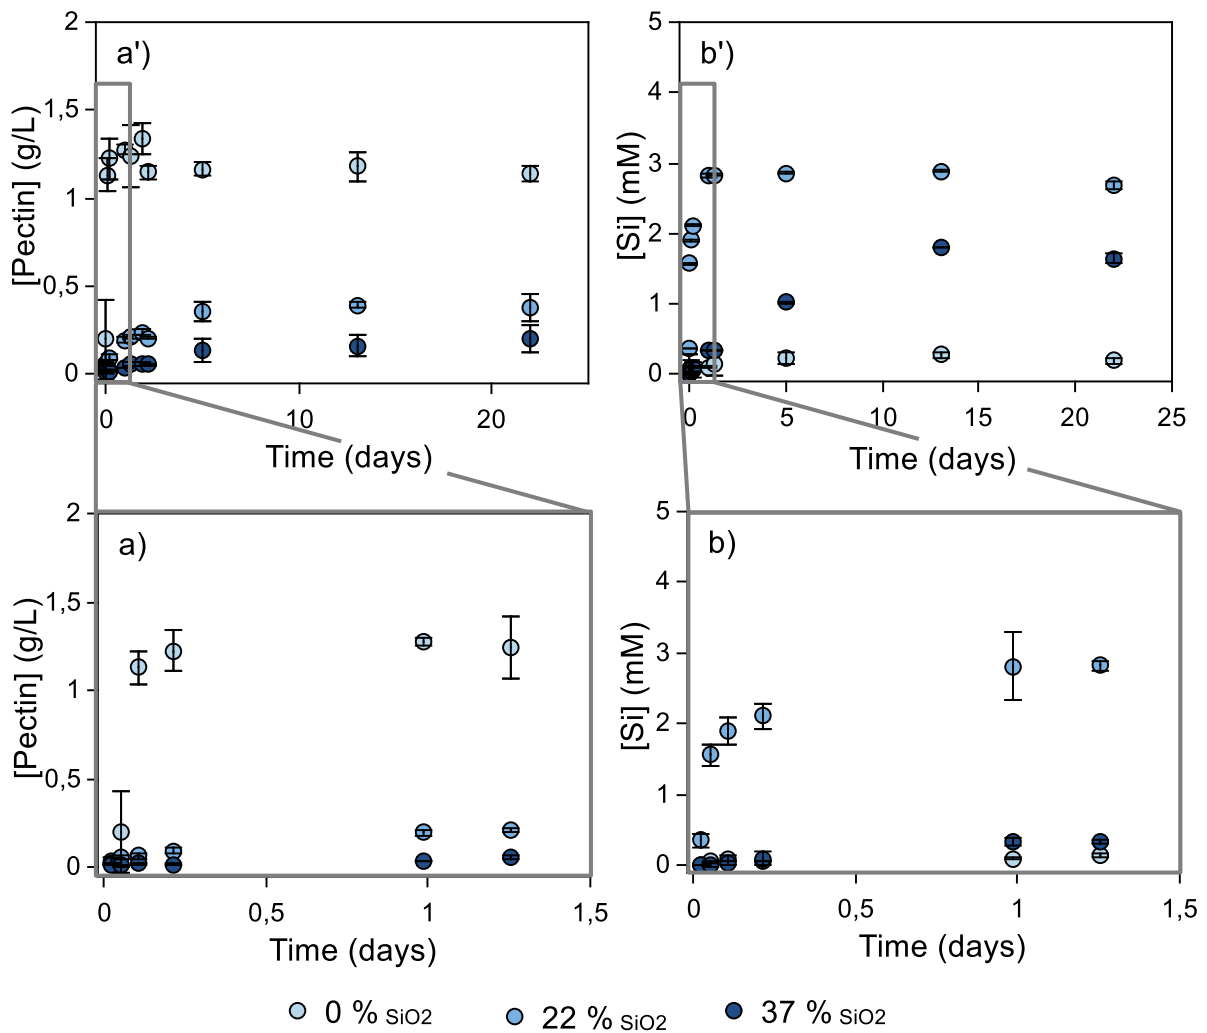 a')
2
1,5
1
0,5
0
[Pectin] (g/L)
0 10 20
Time (days)
b')
5
4
3
2
1
0
[Si] (mM)
0 5 10 15 20 25
Time (days)
a)
2
1,5
1
0,5
0
[Pectin] (g/L)
0 0,5 1 1,5
Time (days)
b)
5
4
3
2
1
0
[Si] (mM)
0 0,5 1 1,5
Time (days)
0 % SiO2 22 % SiO2 37 % SiO2